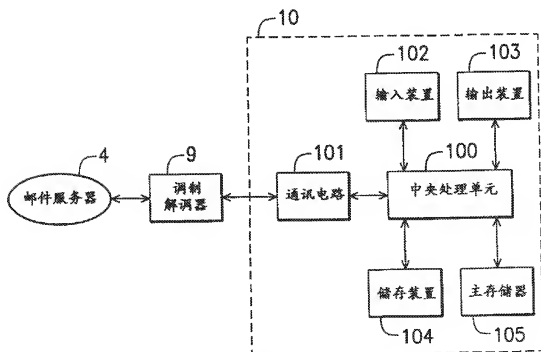 10
102
103
输入装置
输出装置
4
9
101
100
邮件服务器
调制
解调器
通讯电路
中央处理单元
储存装置
主存储器
104
105